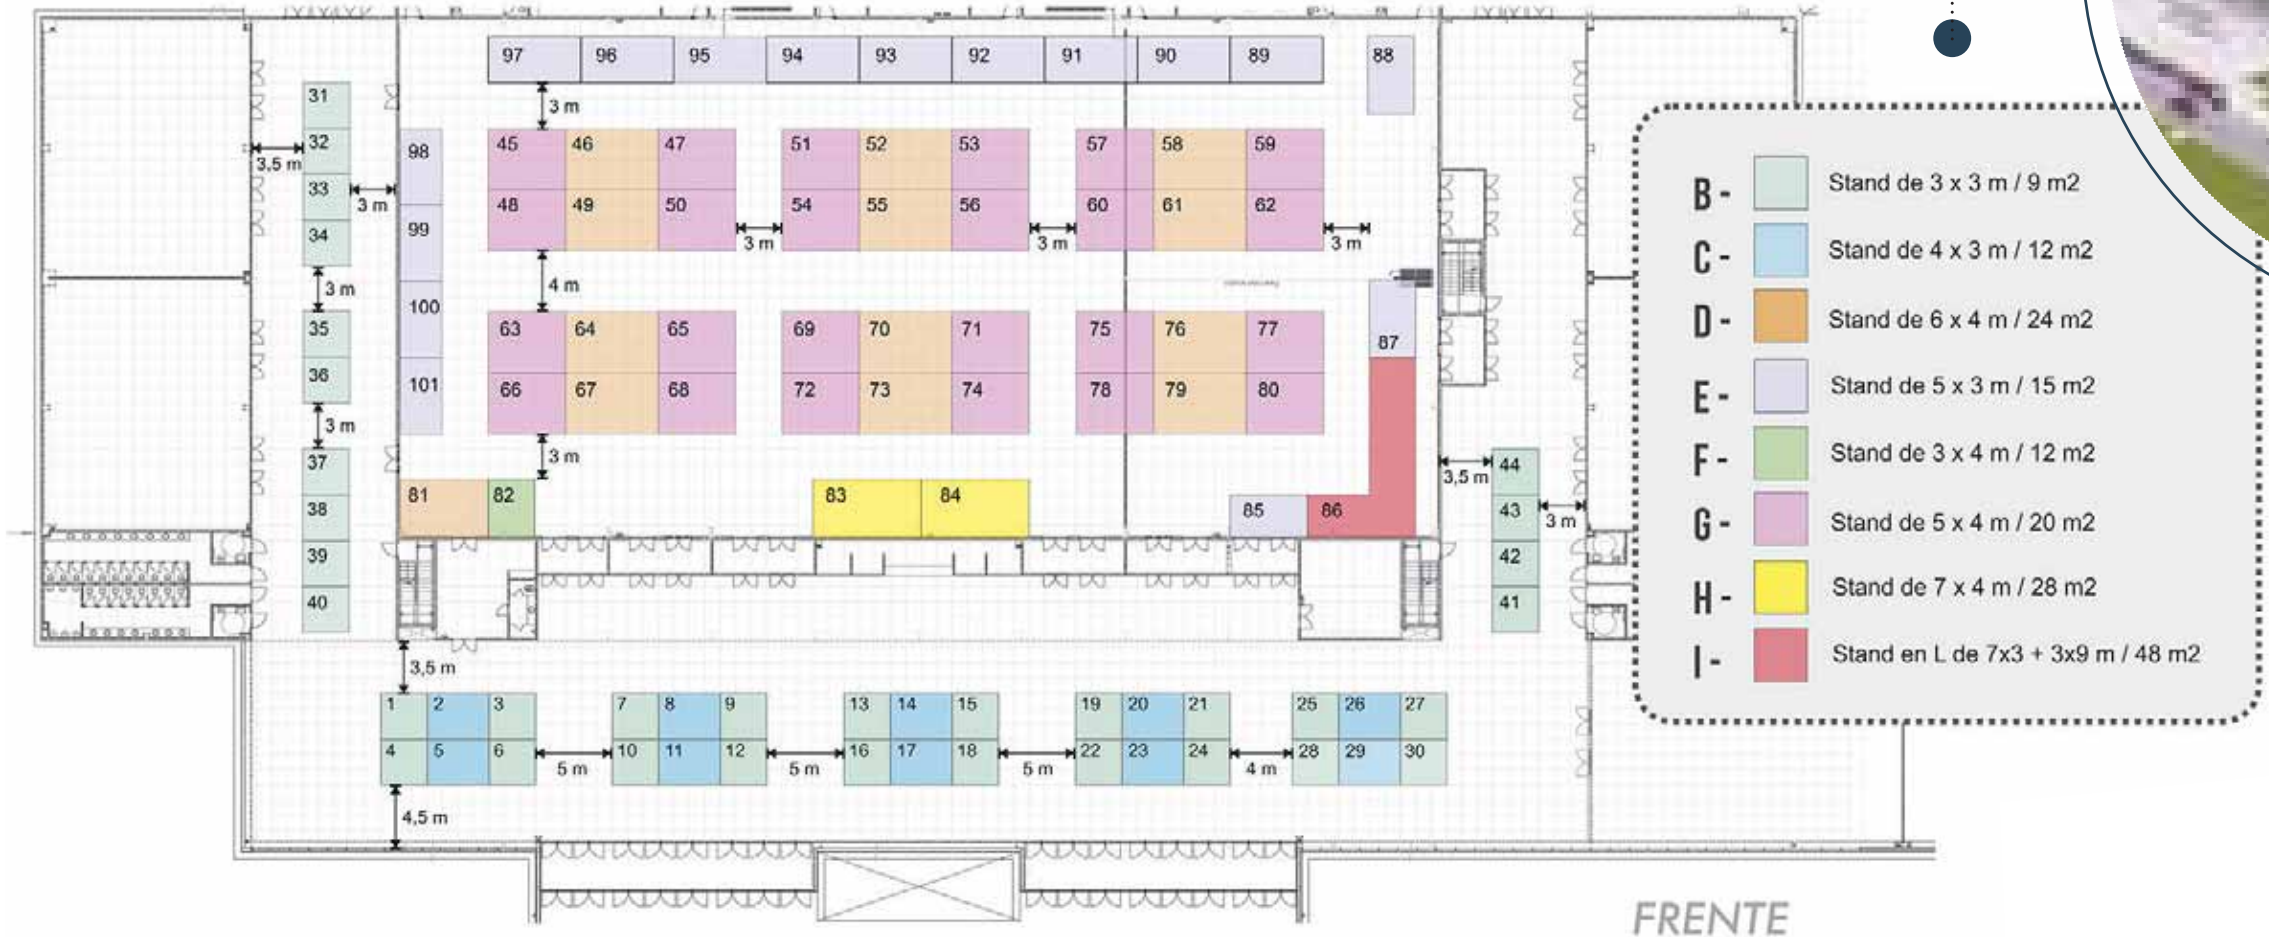 97 96 95 94 93 92 91 90 89 88
3 m
31
32
33
34
3,5 m
3 m
98
99
100
101
45 46 47 51 52 53 57 58 59
48 49 50 54 55 56 60 61 62
3 m 3 m 3 m
3 m
4 m
35
36
3 m
63 64 65 69 70 71 75 76 77
66 67 68 72 73 74 78 79 80
87
37
38
39
40
3 m
81 82 83 84 85 86
3,5 m
44
43
42
41
3 m
3,5 m
1 2 3 7 8 9 13 14 15 19 20 21 25 26 27
4 5 6 10 11 12 16 17 18 22 23 24 28 29 30
5 m 5 m 5 m 4 m
4,5 m
B - Stand de 3 x 3 m / 9 m2
C - Stand de 4 x 3 m / 12 m2
D - Stand de 6 x 4 m / 24 m2
E - Stand de 5 x 3 m / 15 m2
F - Stand de 3 x 4 m / 12 m2
G - Stand de 5 x 4 m / 20 m2
H - Stand de 7 x 4 m / 28 m2
I - Stand en L de 7x3 + 3x9 m / 48 m2
FRENTE